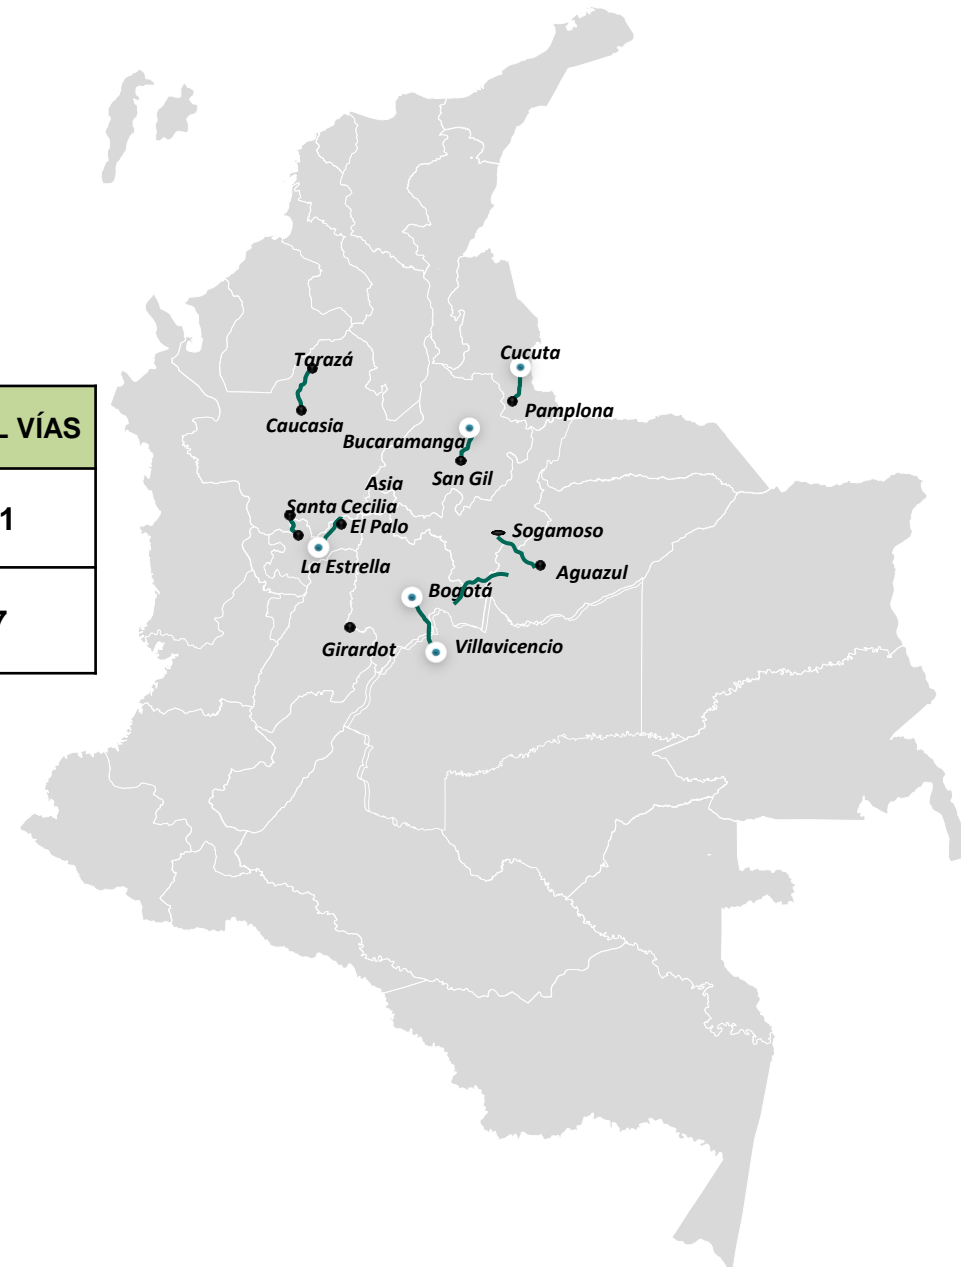 Tarazá
Cucuta
Pamplona
Caucasia
L VÍAS
Bucaramanga
San Gil
Asia
Santa Cecilia
1
El Palo
Sogamoso
La Estrella
Aguazul
Bogotá
7
Girardot
Villavicencio